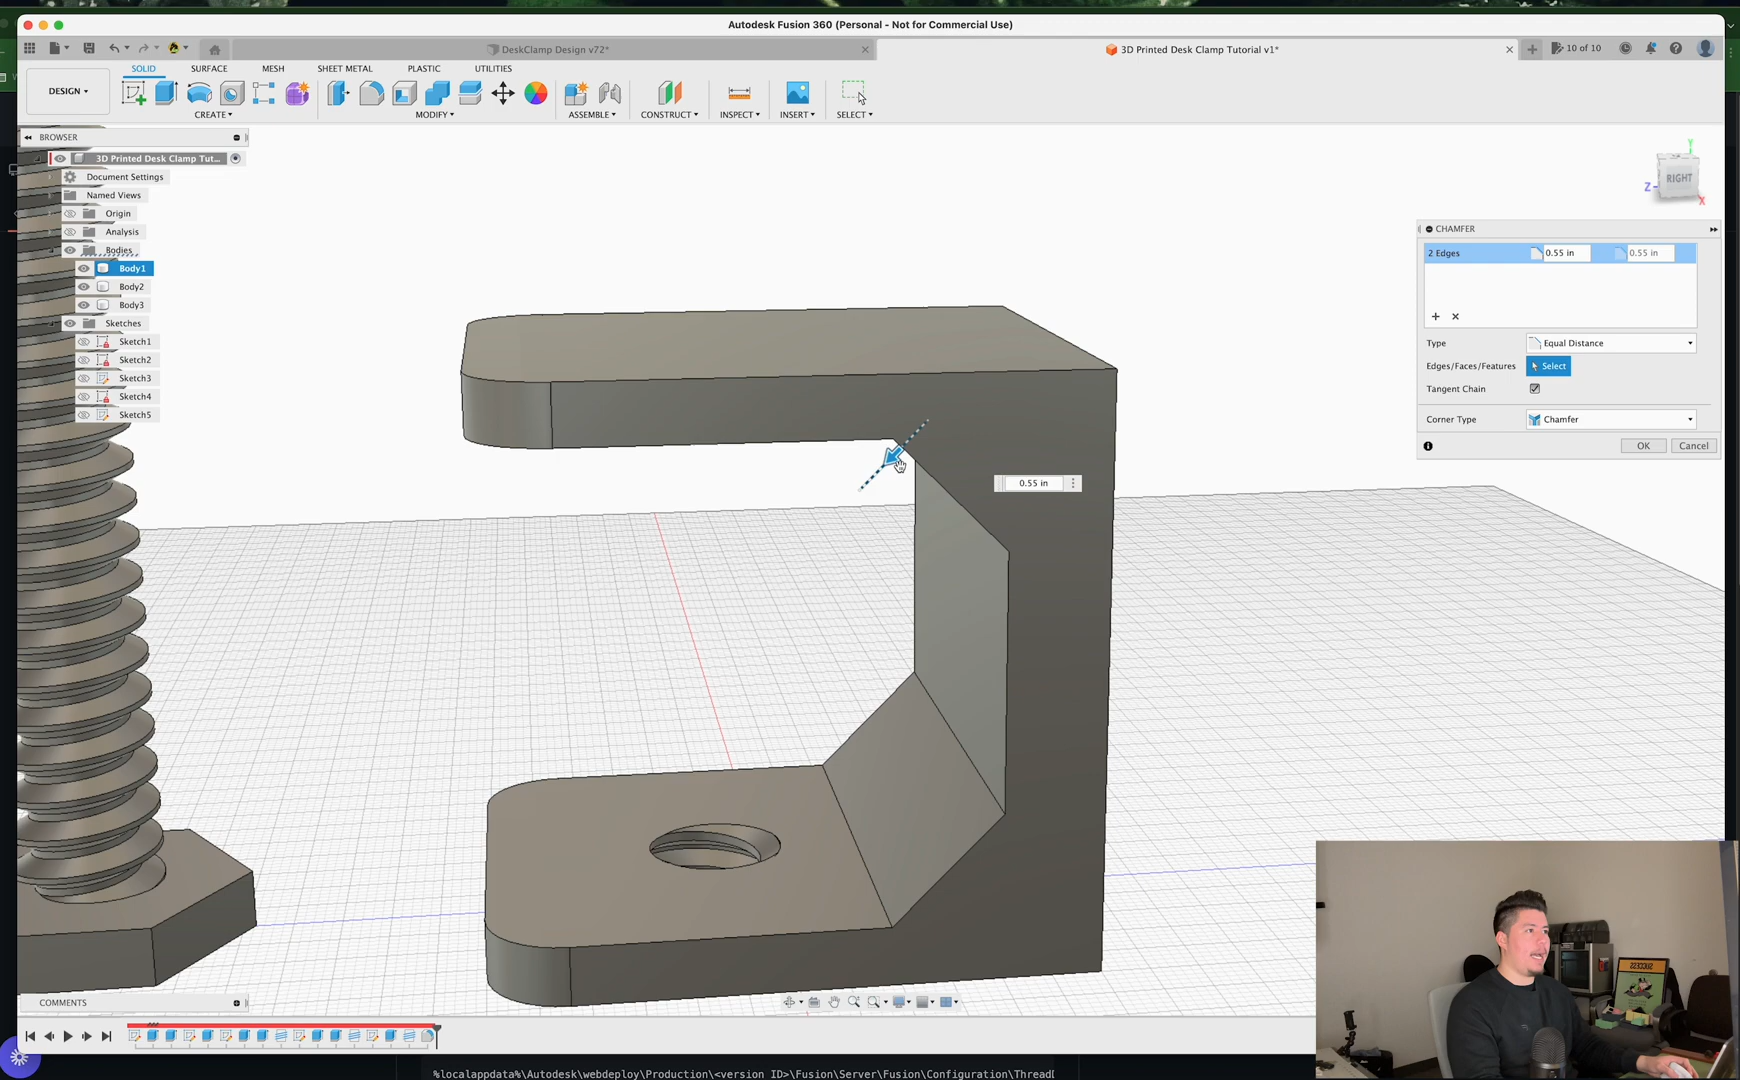 Autodesk Fusion 360 (Personal - Not for Commercial Use)
DeskClamp Design v72*
3D Printed Desk Clamp Tutorial v1*
10 of 10
SOLID SURFACE MESH SHEET METAL PLASTIC UTILITIES
DESIGN
CREATE MODIFY ASSEMBLE CONSTRUCT INSPECT INSERT SELECT
BROWSER
3D Printed Desk Clamp Tut...
Document Settings
Named Views
Origin
Analysis
Bodies
Body1
Body2
Body3
Sketches
Sketch1
Sketch2
Sketch3
Sketch4
Sketch5
Y
RIGHT
Z
X
CHAMFER
2 Edges 0.55 in 0.55 in
Type Equal Distance
Edges/Faces/Features Select
Tangent Chain
Corner Type Chamfer
OK Cancel
0.55 in
SUCCESS
COMMENTS
%localappdata%\Autodesk\webdeploy\Production\<version ID>\Fusion\Server\Fusion\Configuration\ThreadD